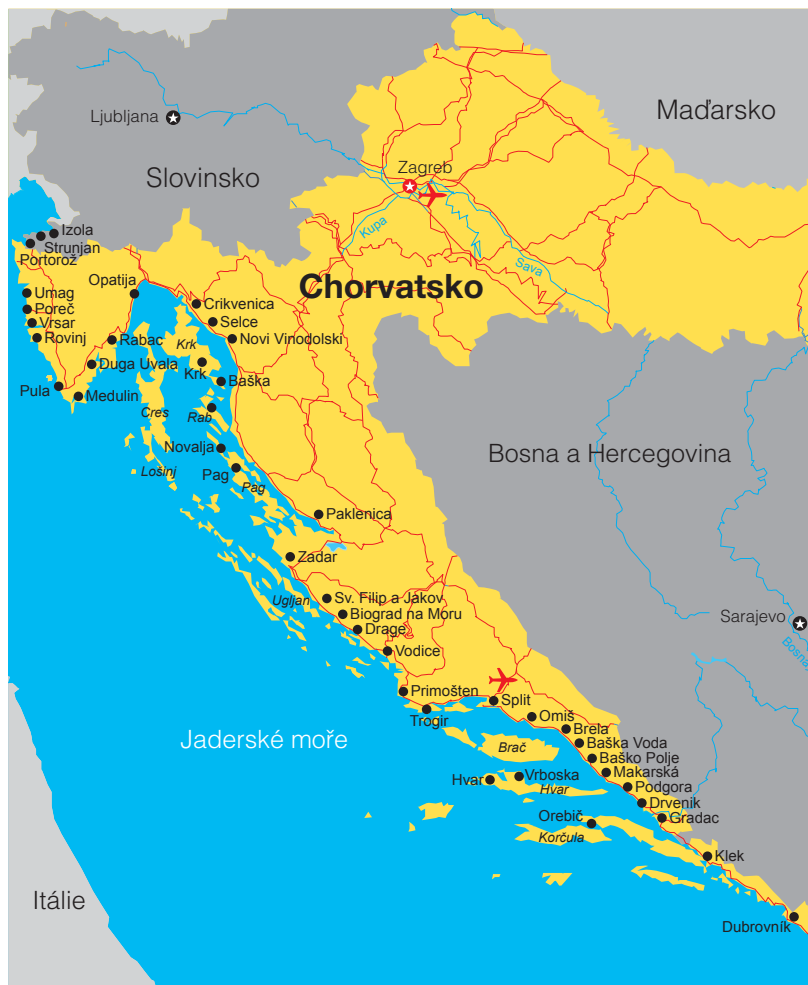 Maďarsko
Ljubljana
Zagreb
Slovinsko
Kupa
Izola
Strunjan
Portorož
Sava
Opatija
Chorvatsko
Umag
Crikvenica
Poreč
Selce
Vrsar
Rovinj
Rabac
Krk
Novi Vinodolski
Duga Uvala
Krk
Baška
Pula
Medulin
Cres
Rab
Novalja
Bosna a Hercegovina
Lošinj
Pag
Pag
Paklenica
Zadar
Ugljan
Sv. Filip a Jákov
Biograd na Moru
Sarajevo
Drage
Bosna
Vodice
Primošten
Split
Trogir
Omiš
Brela
Jaderské moře
Brač
Baška Voda
Baško Polje
Hvar
Vrboska
Makarská
Hvar
Podgora
Drvenik
Orebič
Gradac
Korčula
Klek
Itálie
Dubrovník